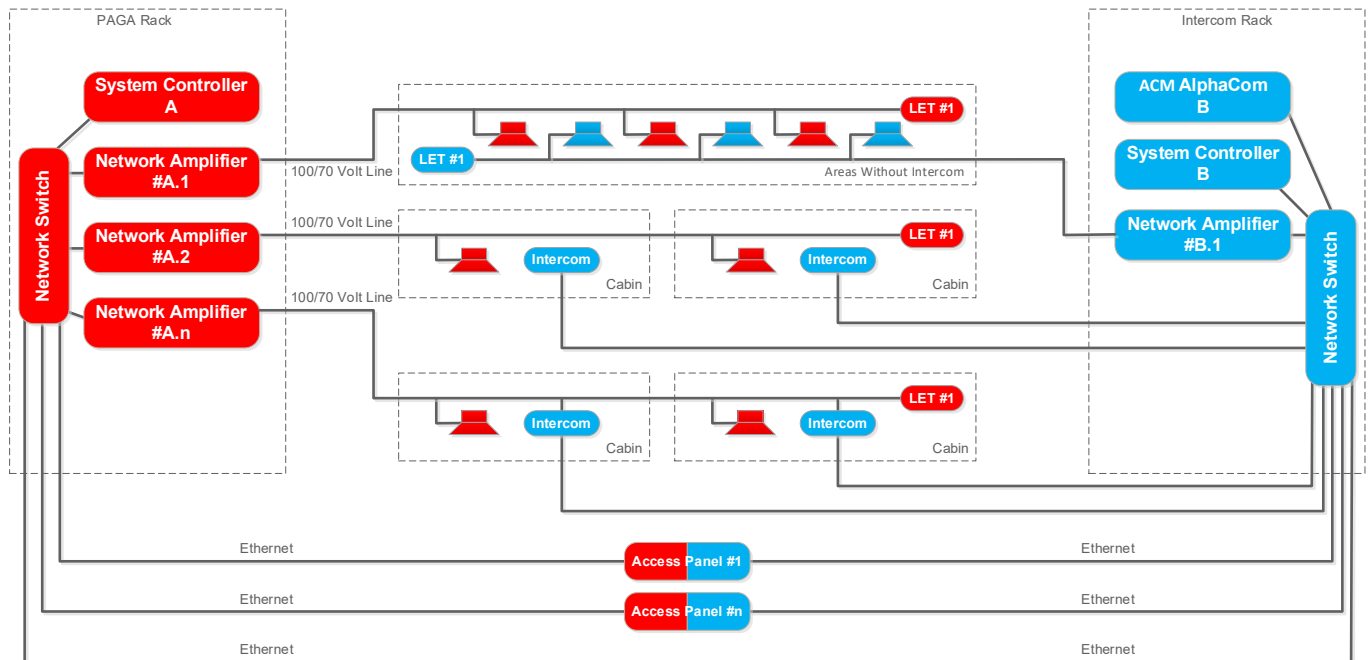 PAGA Rack
Intercom Rack
System Controller
A
Network Amplifier
#A.1
Network Amplifier
#A.2
Network Amplifier
#A.n
Network Switch
100/70 Volt Line
100/70 Volt Line
100/70 Volt Line
LET #1
LET #1
Areas Without Intercom
Intercom
Cabin
LET #1
Intercom
Cabin
Intercom
Cabin
LET #1
Intercom
Cabin
ACM AlphaCom
B
System Controller
B
Network Amplifier
#B.1
Network Switch
Ethernet
Access Panel #1
Ethernet
Ethernet
Access Panel #n
Ethernet
Ethernet
Ethernet